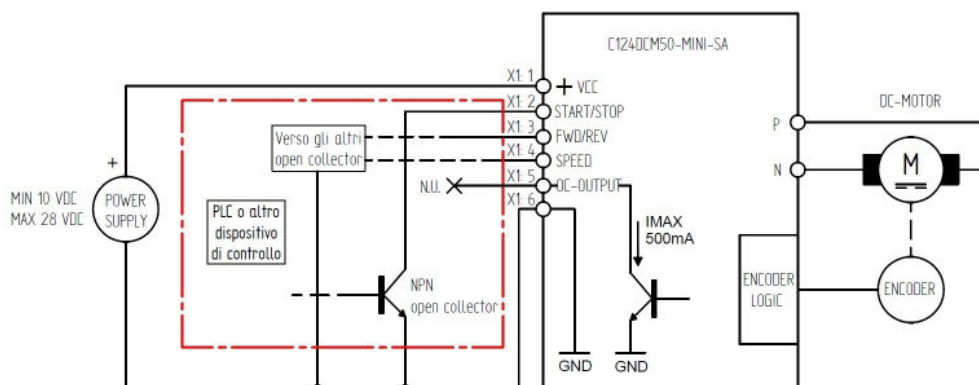 C124DCM50-MINI-SA
X1: 1
+ VCC
X1: 2
START/STOP
X1: 3
FWD/REV
X1: 4
SPEED
X1: 5
OC-OUTPUT
X1: 6
P
N
DC-MOTOR
M
Verso gli altri
open collector
N.U.
+
MIN 10 VDC
MAX 28 VDC
POWER
SUPPLY
PLC o altro
dispositivo
di controllo
NPN
open collector
IMAX
500mA
GND
GND
ENCODER
LOGIC
ENCODER